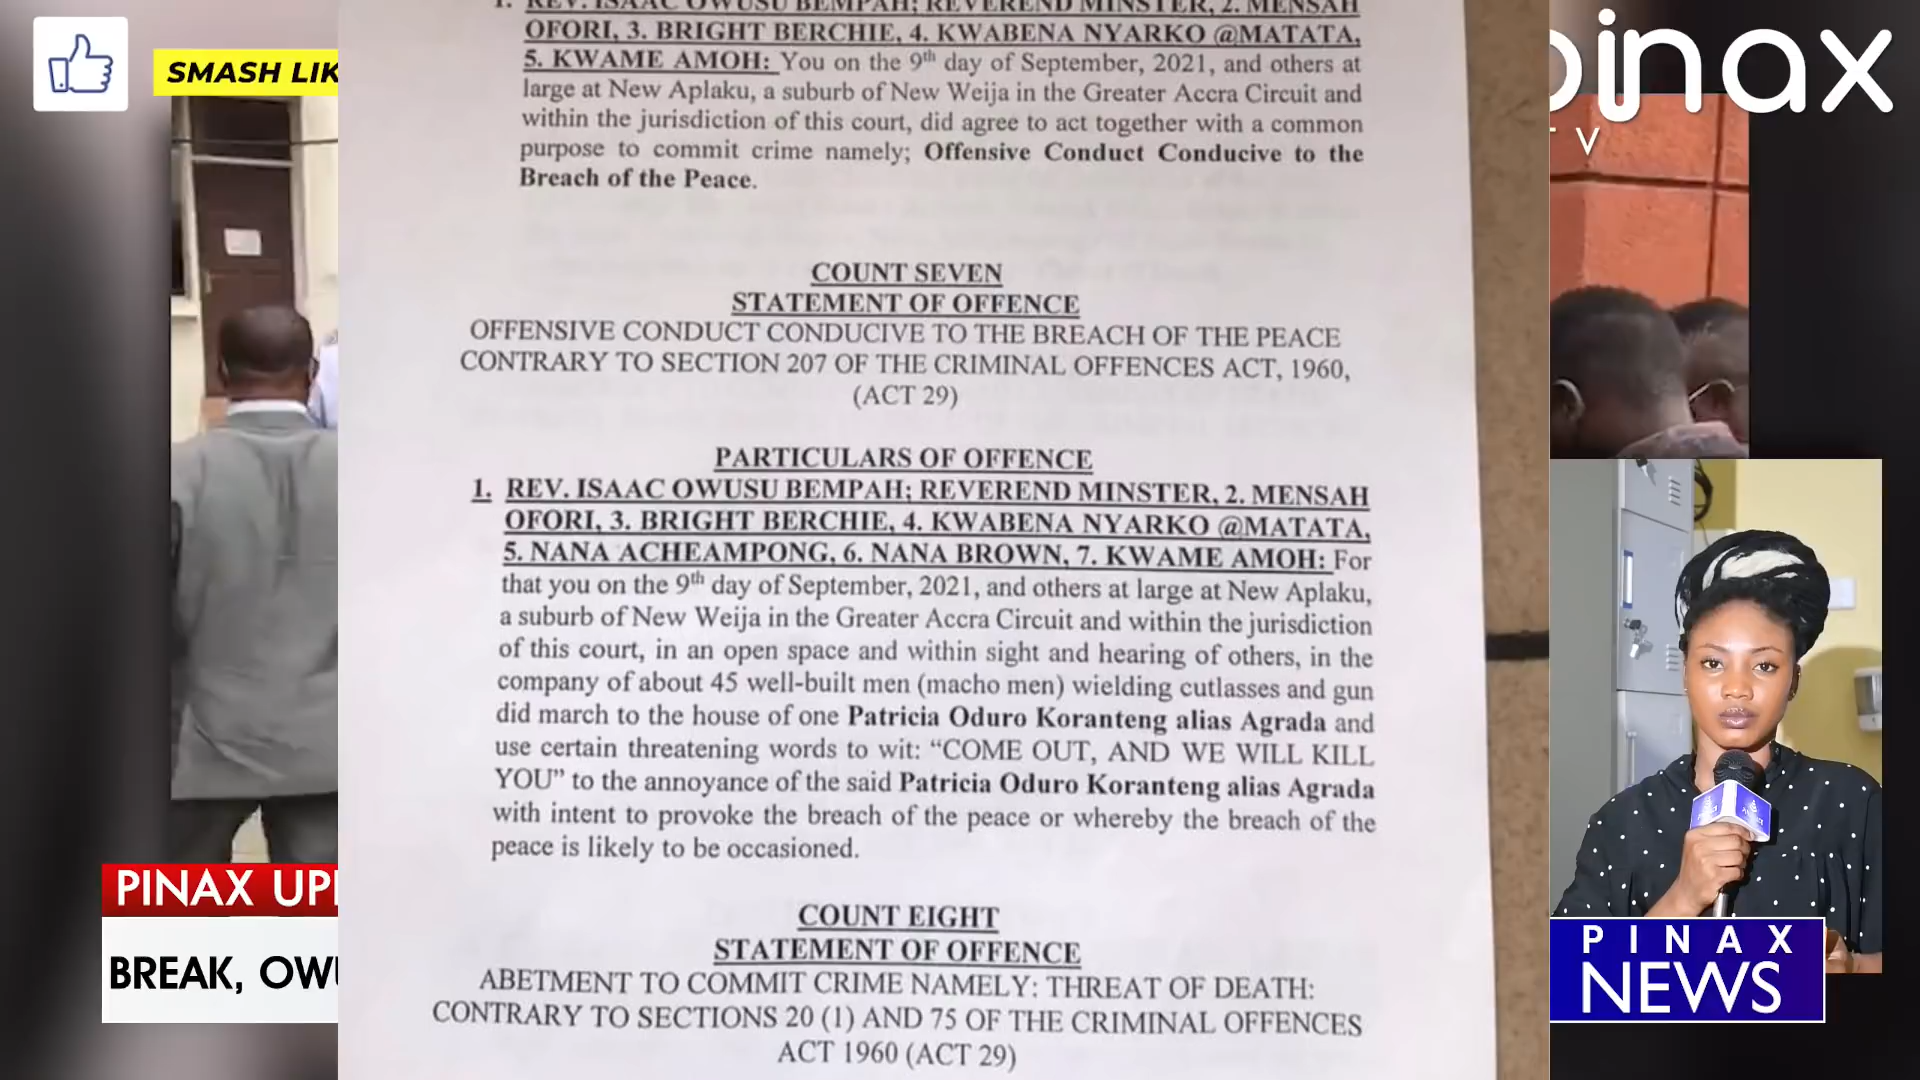 SMASH LIK
pinax
TV
1. REV. ISAAC OWUSU BEMPAH; REVEREND MINSTER, 2. MENSAH
OFORI, 3. BRIGHT BERCHIE, 4. KWABENA NYARKO @MATATA,
5. KWAME AMOH: You on the 9th day of September, 2021, and others at
large at New Aplaku, a suburb of New Weija in the Greater Accra Circuit and
within the jurisdiction of this court, did agree to act together with a common
purpose to commit crime namely; Offensive Conduct Conducive to the
Breach of the Peace.
COUNT SEVEN
STATEMENT OF OFFENCE
OFFENSIVE CONDUCT CONDUCIVE TO THE BREACH OF THE PEACE
CONTRARY TO SECTION 207 OF THE CRIMINAL OFFENCES ACT, 1960,
(ACT 29)
PARTICULARS OF OFFENCE
1. REV. ISAAC OWUSU BEMPAH; REVEREND MINSTER, 2. MENSAH
OFORI, 3. BRIGHT BERCHIE, 4. KWABENA NYARKO @MATATA,
5. NANA ACHEAMPONG, 6. NANA BROWN, 7. KWAME AMOH: For
that you on the 9th day of September, 2021, and others at large at New Aplaku,
a suburb of New Weija in the Greater Accra Circuit and within the jurisdiction
of this court, in an open space and within sight and hearing of others, in the
company of about 45 well-built men (macho men) wielding cutlasses and gun
did march to the house of one Patricia Oduro Koranteng alias Agrada and
use certain threatening words to wit: “COME OUT, AND WE WILL KILL
YOU” to the annoyance of the said Patricia Oduro Koranteng alias Agrada
with intent to provoke the breach of the peace or whereby the breach of the
peace is likely to be occasioned.
COUNT EIGHT
STATEMENT OF OFFENCE
ABETMENT TO COMMIT CRIME NAMELY: THREAT OF DEATH:
CONTRARY TO SECTIONS 20 (1) AND 75 OF THE CRIMINAL OFFENCES
ACT 1960 (ACT 29)
PINAX UP
BREAK, OWU
PINAX
NEWS